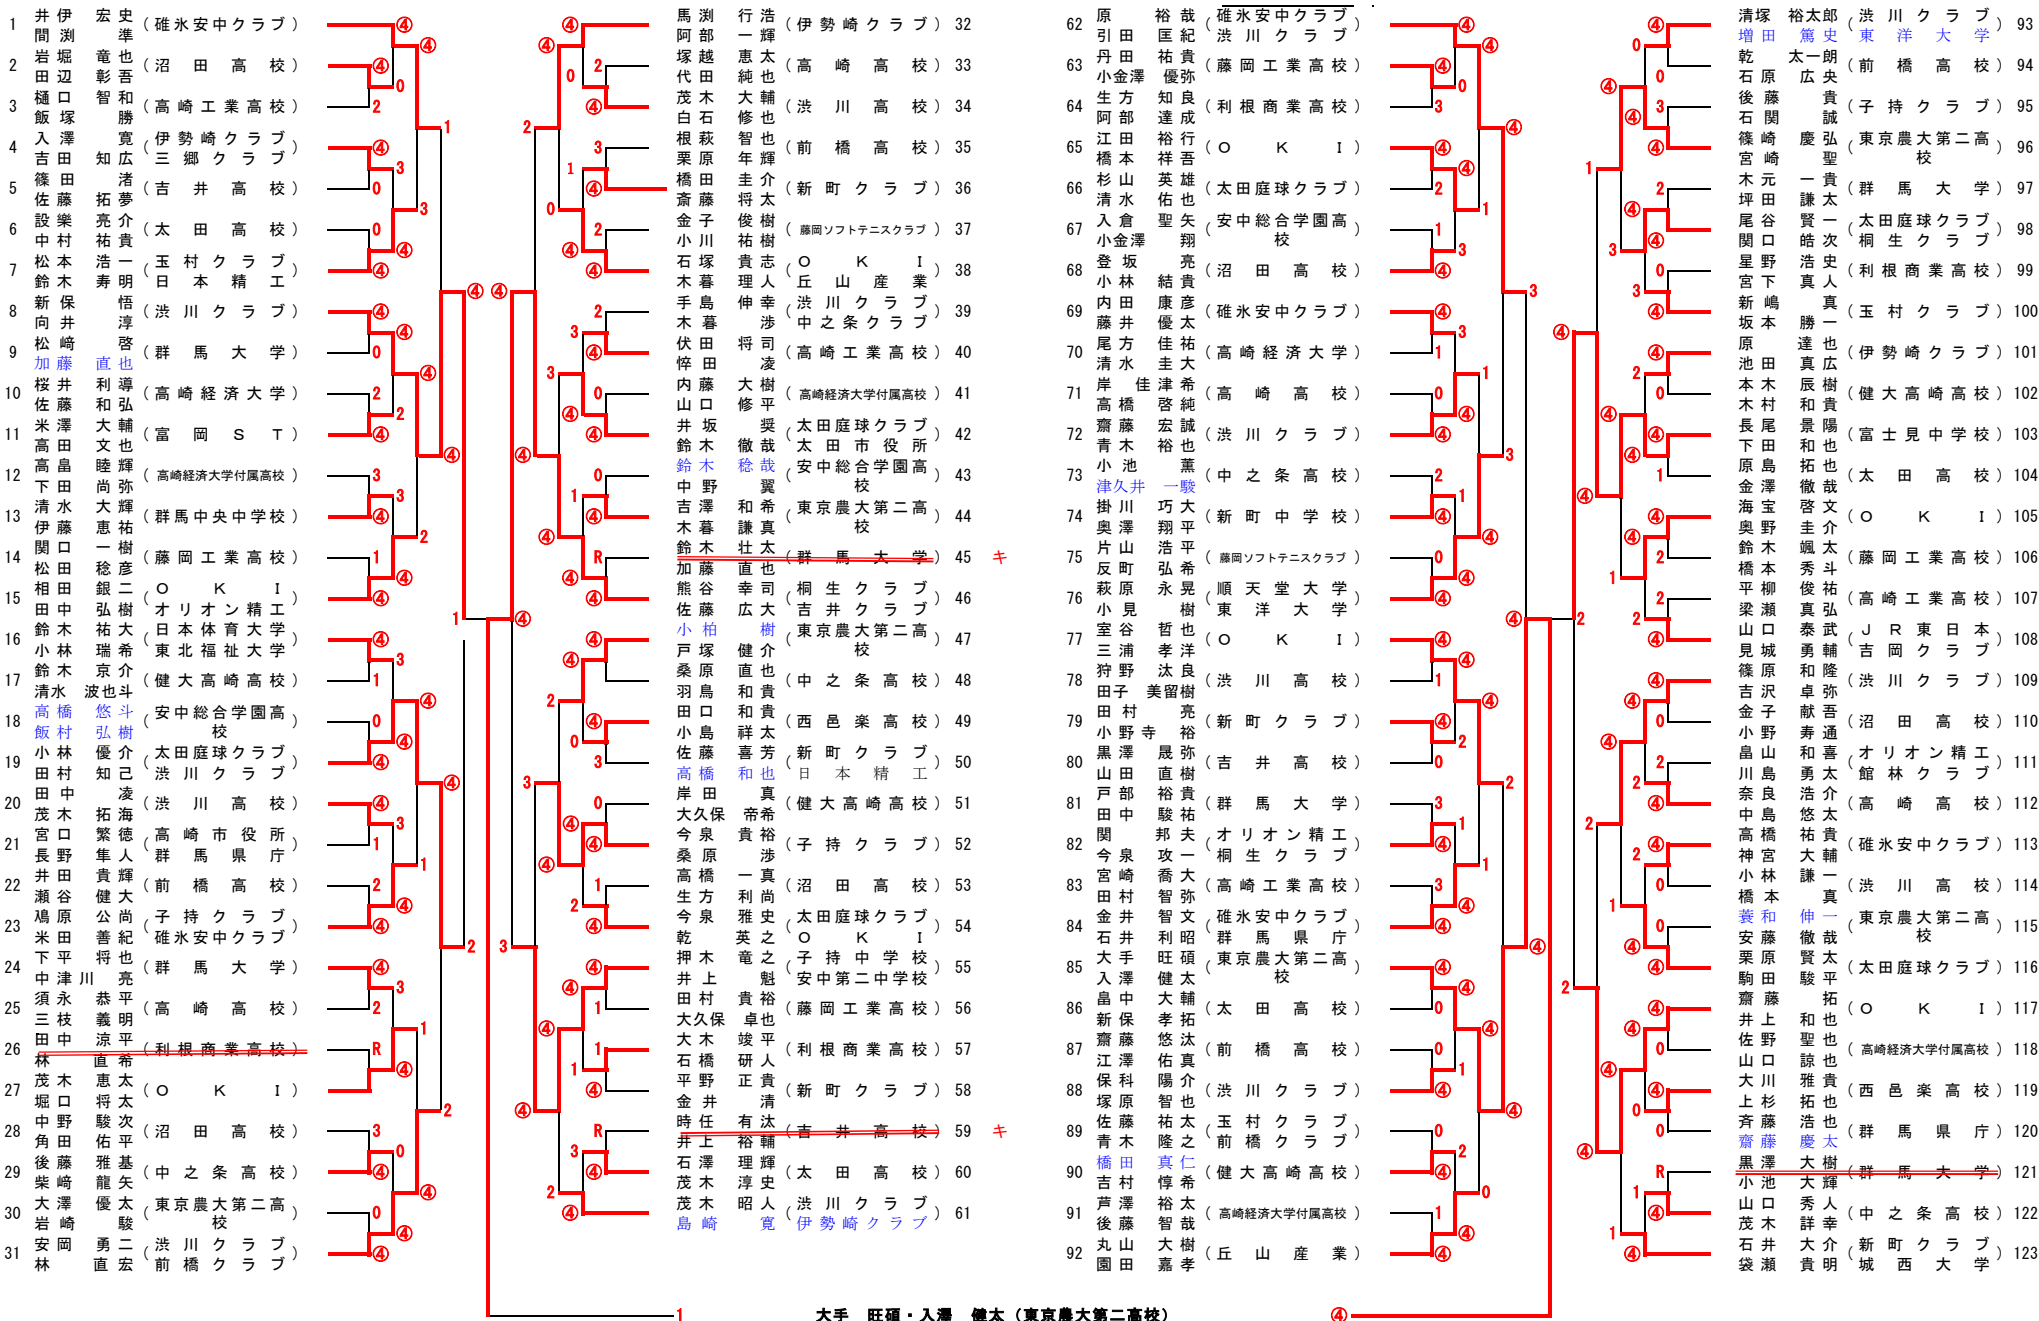 1 井伊 宏史 間渕 準 (碓氷安中クラブ)
2 岩堀 竜也 田辺 彰吾 (沼田高校)
3 樋口 智和 飯塚 勝 (高崎工業高校)
4 入澤 寛 吉田 知広 (伊勢崎クラブ 三郷クラブ)
5 篠田 渚 佐藤 拓夢 (吉井高校)
6 設樂 亮介 中村 祐貴 (太田高校)
7 松本 浩一 鈴木 寿明 (玉村クラブ 日本精工)
8 新保 悟 向井 淳 (渋川クラブ)
9 松崎 啓 加藤 直也 (群馬大学)
10 桜井 利導 佐藤 和弘 (高崎経済大学)
11 米澤 大輔 高田 文也 (富岡ST)
12 高畠 睦輝 下田 尚弥 (高崎経済大学付属高校)
13 清水 大輝 伊藤 恵祐 (群馬中央中学校)
14 関口 一樹 松田 稔彦 (藤岡工業高校)
15 相田 銀二 田中 弘樹 (OKI オリオン精工)
16 鈴木 祐大 小林 瑞希 (日本体育大学 東北福祉大学)
17 鈴木 京介 清水 波也斗 (健大高崎高校)
18 高橋 悠斗 飯村 弘樹 (安中総合学園高校)
19 小林 優介 田村 知己 (太田庭球クラブ 渋川クラブ)
20 田中 凌 茂木 拓海 (渋川高校)
21 宮口 繁徳 長野 隼人 (高崎市役所 群馬県庁)
22 井田 貴輝 瀬谷 健大 (前橋高校)
23 鳰原 公尚 米田 善紀 (子持クラブ 碓氷安中クラブ)
24 下平 将也 中津川 亮 (群馬大学)
25 須永 恭平 三枝 義明 (高崎高校)
26 田中 涼平 林 直希 (利根商業高校)
27 茂木 恵太 堀口 将太 (OKI)
28 中野 駿次 角田 佑平 (沼田高校)
29 後藤 雅基 柴崎 龍矢 (中之条高校)
30 大澤 優太 岩崎 駿 (東京農大第二高校)
31 安岡 勇二 林 直宏 (渋川クラブ 前橋クラブ)
馬渕 行浩 阿部 一輝 (伊勢崎クラブ) 32
塚越 恵太 代田 純也 (高崎高校) 33
茂木 大輔 白石 修也 (渋川高校) 34
根萩 智也 栗原 年輝 (前橋高校) 35
橋田 圭介 斎藤 将太 (新町クラブ) 36
金子 俊樹 小川 祐樹 (藤岡ソフトテニスクラブ) 37
石塚 貴志 木暮 理人 (OKI 丘山産業) 38
手島 伸幸 木暮 渉 (渋川クラブ 中之条クラブ) 39
伏田 将司 悴田 凌 (高崎工業高校) 40
内藤 大樹 山口 修平 (高崎経済大学付属高校) 41
井坂 奨 鈴木 徹哉 (太田庭球クラブ 太田市役所) 42
鈴木 稔哉 中野 翼 (安中総合学園高校) 43
吉澤 和希 木暮 謙真 (東京農大第二高校) 44
鈴木 壮太 加藤 直也 (群馬大学) 45 キ
熊谷 幸司 佐藤 広大 (桐生クラブ 吉井クラブ) 46
小柏 樹 戸塚 健介 (東京農大第二高校) 47
桑原 直也 羽鳥 和貴 (中之条高校) 48
田口 和貴 小島 祥太 (西邑楽高校) 49
佐藤 喜芳 高橋 和也 (新町クラブ 日本精工) 50
岸田 真 大久保 帝希 (健大高崎高校) 51
今泉 貴裕 桑原 渉 (子持クラブ) 52
高橋 一真 生方 利尚 (沼田高校) 53
今泉 雅史 乾 英之 (太田庭球クラブ OKI) 54
押木 竜之 井上 魁 (子持中学校 安中第二中学校) 55
田村 貴裕 大久保 卓也 (藤岡工業高校) 56
大木 竣平 石橋 研人 (利根商業高校) 57
平野 正貴 金井 清 (新町クラブ) 58
時任 有汰 井上 裕輔 (吉井高校) 59 キ
石澤 理輝 茂木 淳史 (太田高校) 60
茂木 昭人 島崎 寛 (渋川クラブ 伊勢崎クラブ) 61
62 原 裕哉 引田 匡紀 (碓氷安中クラブ 渋川クラブ)
63 丹田 祐貴 小金澤 優弥 (藤岡工業高校)
64 生方 知良 阿部 達成 (利根商業高校)
65 江田 裕行 橋本 祥吾 (OKI)
66 杉山 英雄 清水 佑也 (太田庭球クラブ)
67 入倉 聖矢 小金澤 翔 (安中総合学園高校)
68 登坂 亮 小林 結貴 (沼田高校)
69 内田 康彦 藤井 優太 (碓氷安中クラブ)
70 尾方 佳祐 清水 圭大 (高崎経済大学)
71 岸 佳津希 高橋 啓純 (高崎高校)
72 齋藤 宏誠 青木 裕也 (渋川クラブ)
73 小池 薫 津久井 一駿 (中之条高校)
74 掛川 巧大 奥澤 翔平 (新町中学校)
75 片山 浩平 反町 弘希 (藤岡ソフトテニスクラブ)
76 萩原 永晃 小見 樹 (順天堂大学 東洋大学)
77 室谷 哲也 三浦 孝洋 (OKI)
78 狩野 汰良 田子 美留樹 (渋川高校)
79 田村 亮 小野寺 裕 (新町クラブ)
80 黒澤 晟弥 山田 直樹 (吉井高校)
81 戸部 裕貴 田中 駿祐 (群馬大学)
82 関 邦夫 今泉 攻一 (オリオン精工 桐生クラブ)
83 宮崎 喬大 田村 智弥 (高崎工業高校)
84 金井 智文 石井 利昭 (碓氷安中クラブ 群馬県庁)
85 大手 旺碩 入澤 健太 (東京農大第二高校)
86 畠中 大輔 新保 孝拓 (太田高校)
87 齋藤 悠汰 江澤 佑真 (前橋高校)
88 保科 陽介 塚原 智也 (渋川クラブ)
89 佐藤 祐太 青木 隆之 (玉村クラブ 前橋クラブ)
90 橋田 真仁 吉村 惇希 (健大高崎高校)
91 芦澤 裕太 後藤 智哉 (高崎経済大学付属高校)
92 丸山 大樹 園田 嘉孝 (丘山産業)
清塚 裕太郎 増田 篤史 (渋川クラブ 東洋大学) 93
乾 太一朗 石原 広央 (前橋高校) 94
後藤 貴 石関 誠 (子持クラブ) 95
篠崎 慶弘 宮崎 聖 (東京農大第二高校) 96
木元 一貴 坪田 謙太 (群馬大学) 97
尾谷 賢一 関口 皓次 (太田庭球クラブ 桐生クラブ) 98
星野 浩史 宮下 真人 (利根商業高校) 99
新嶋 真 坂本 勝一 (玉村クラブ) 100
原 達也 池田 真広 (伊勢崎クラブ) 101
本木 辰樹 木村 和貴 (健大高崎高校) 102
長尾 景陽 下田 和也 (富士見中学校) 103
原島 拓也 金澤 徹哉 (太田高校) 104
海宝 啓文 奥野 圭介 (OKI) 105
鈴木 颯太 橋本 秀斗 (藤岡工業高校) 106
平柳 俊祐 梁瀬 真弘 (高崎工業高校) 107
山口 泰武 見城 勇輔 (JR東日本 吉岡クラブ) 108
篠原 和隆 吉沢 卓弥 (渋川クラブ) 109
金子 献吾 小野 寿通 (沼田高校) 110
畠山 和喜 川島 勇太 (オリオン精工 館林クラブ) 111
奈良 浩介 中島 悠太 (高崎高校) 112
高橋 祐貴 神宮 大輔 (碓氷安中クラブ) 113
小林 謙一 橋本 真 (渋川高校) 114
蓑和 伸一 安藤 徹哉 (東京農大第二高校) 115
栗原 賢太 駒田 駿平 (太田庭球クラブ) 116
齋藤 拓 井上 和也 (OKI) 117
佐野 聖也 山口 諒也 (高崎経済大学付属高校) 118
大川 雅貴 上杉 拓也 (西邑楽高校) 119
斉藤 浩也 齋藤 慶太 (群馬県庁) 120
黒澤 大樹 小池 大輝 (群馬大学) 121
山口 秀人 茂木 詳幸 (中之条高校) 122
石井 大介 袋瀬 貴明 (新町クラブ 城西大学) 123
1 大手 旺碩・入澤 健太 (東京農大第二高校) ④